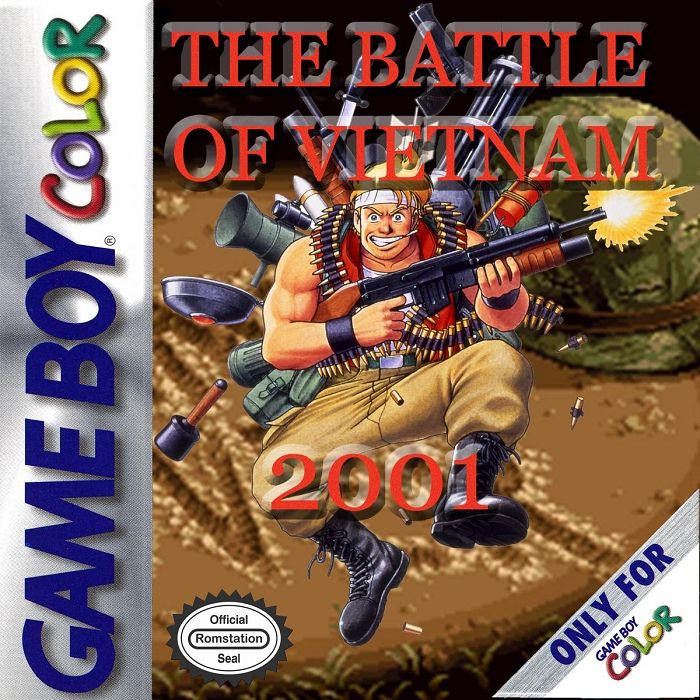 GAME BOY COLOR
®
THE BATTLE
OF VIETNAM
2001
Official
Romstation
Seal
ONLY FOR
GAME BOY
COLOR